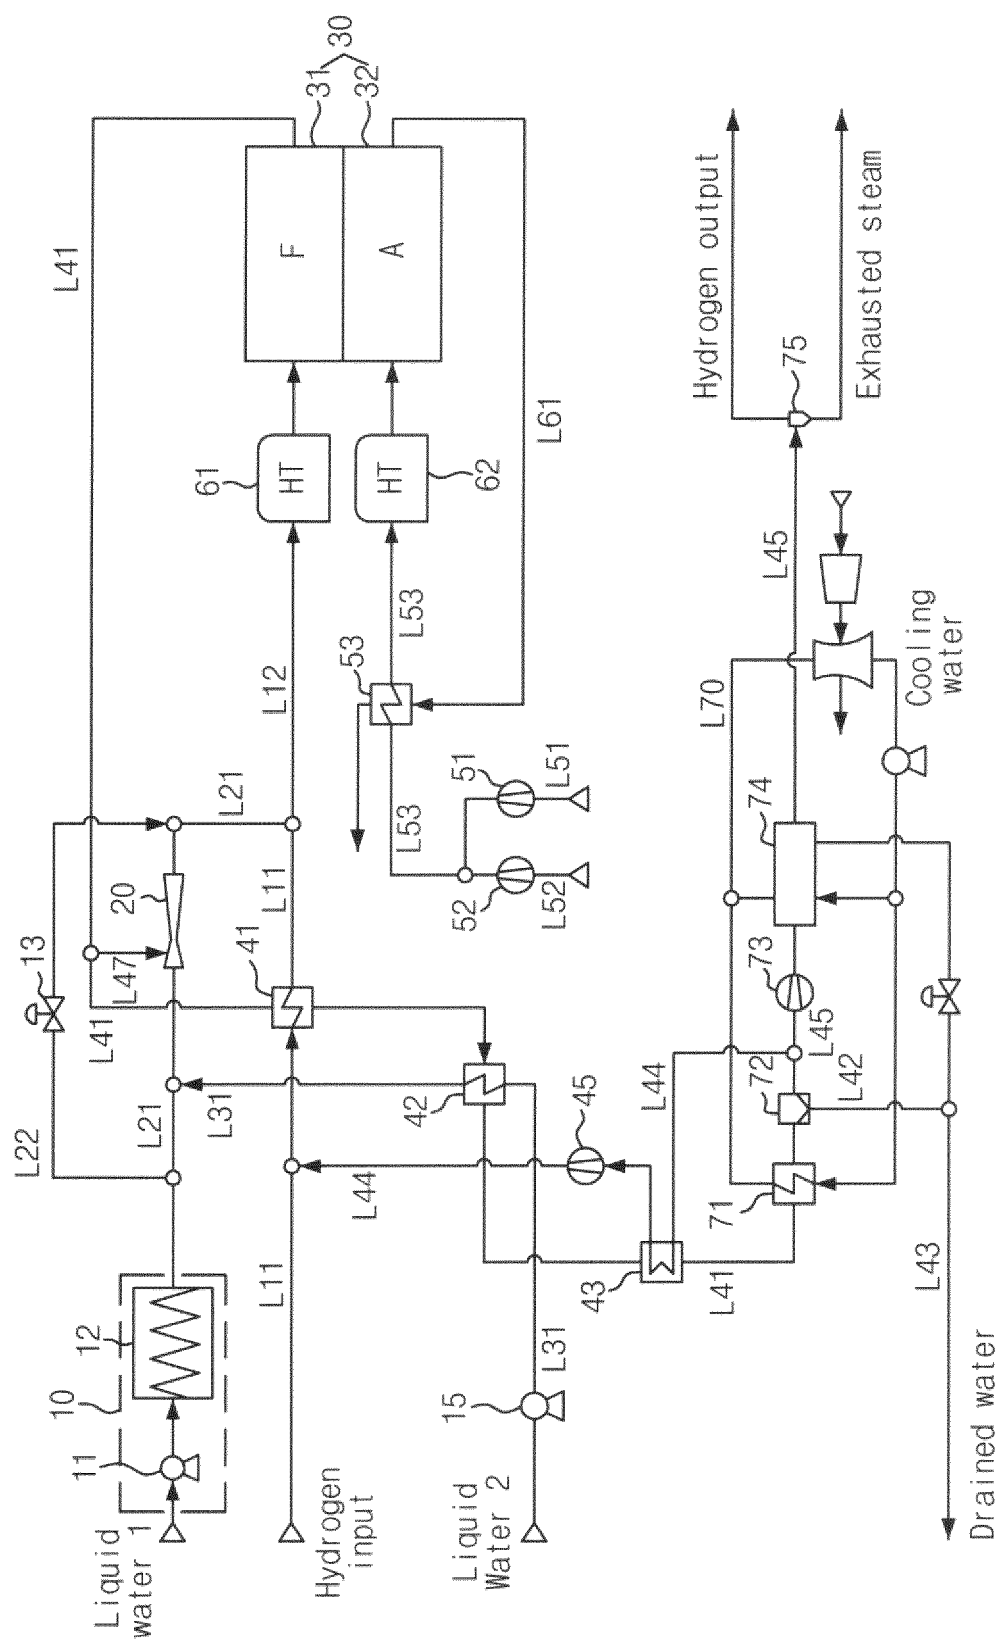 Liquid
water 1
11
10
12
L22
13
L21
L41
L47
20
L21
L41
Hydrogen
input
L11
L44
L31
41
L11
L12
61
HT
F
31
30
32
A
HT
62
53
L53
L53
L61
51
L51
52
L52
Liquid
Water 2
15
L31
42
45
43
L41
L44
71
72
L42
L45
73
74
L70
L45
75
Hydrogen output
Exhausted steam
Cooling
water
L43
Drained water